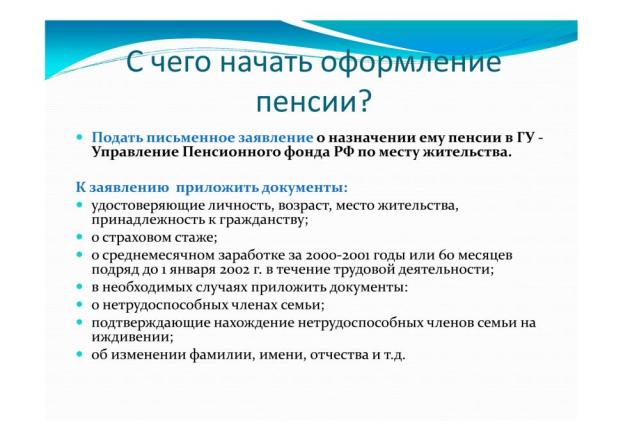 С чего начать оформление
пенсии?
Подать письменное заявление о назначении ему пенсии в ГУ -
Управление Пенсионного фонда РФ по месту жительства.
К заявлению приложить документы:
удостоверяющие личность, возраст, место жительства,
принадлежность к гражданству;
о страховом стаже;
о среднемесячном заработке за 2000-2001 годы или 60 месяцев
подряд до 1 января 2002 г. в течение трудовой деятельности;
в необходимых случаях приложить документы:
о нетрудоспособных членах семьи;
подтверждающие нахождение нетрудоспособных членов семьи на
иждивении;
об изменении фамилии, имени, отчества и т.д.